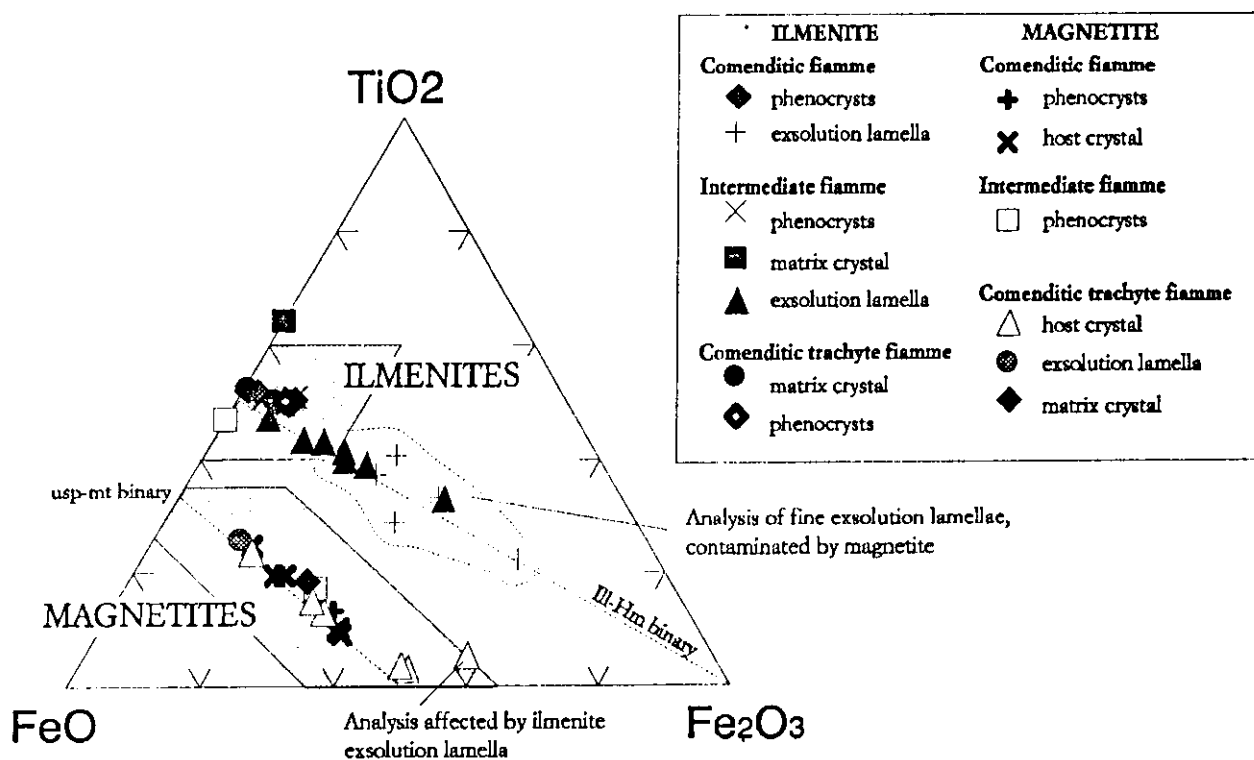 TiO2
ILMENITES
usp-mt binary
MAGNETITES
Analysis of fine exsolution lamellae,
contaminated by magnetite
Ill-Hm binary
FeO
Fe₂O₃
Analysis affected by ilmenite
exsolution lamella
ILMENITE
Comenditic fiamme
phenocrysts
exsolution lamella
Intermediate fiamme
phenocrysts
matrix crystal
exsolution lamella
Comenditic trachyte fiamme
matrix crystal
phenocrysts
MAGNETITE
Comenditic fiamme
phenocrysts
host crystal
Intermediate fiamme
phenocrysts
Comenditic trachyte fiamme
host crystal
exsolution lamella
matrix crystal